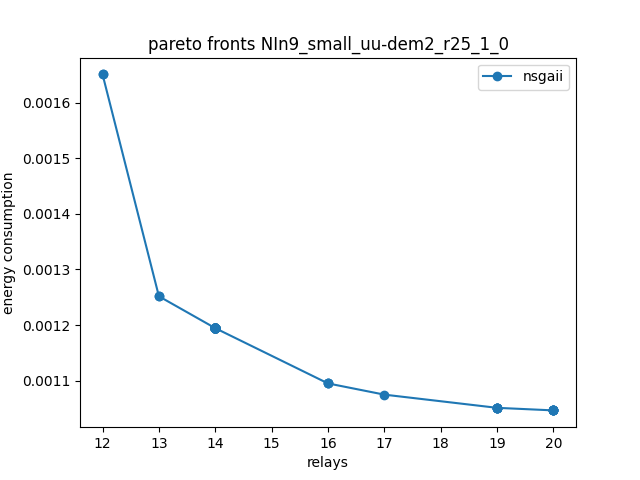 pareto fronts NIn9_small_uu-dem2_r25_1_0
nsgaii
energy consumption
0.0016
0.0015
0.0014
0.0013
0.0012
0.0011
12 13 14 15 16 17 18 19 20
relays